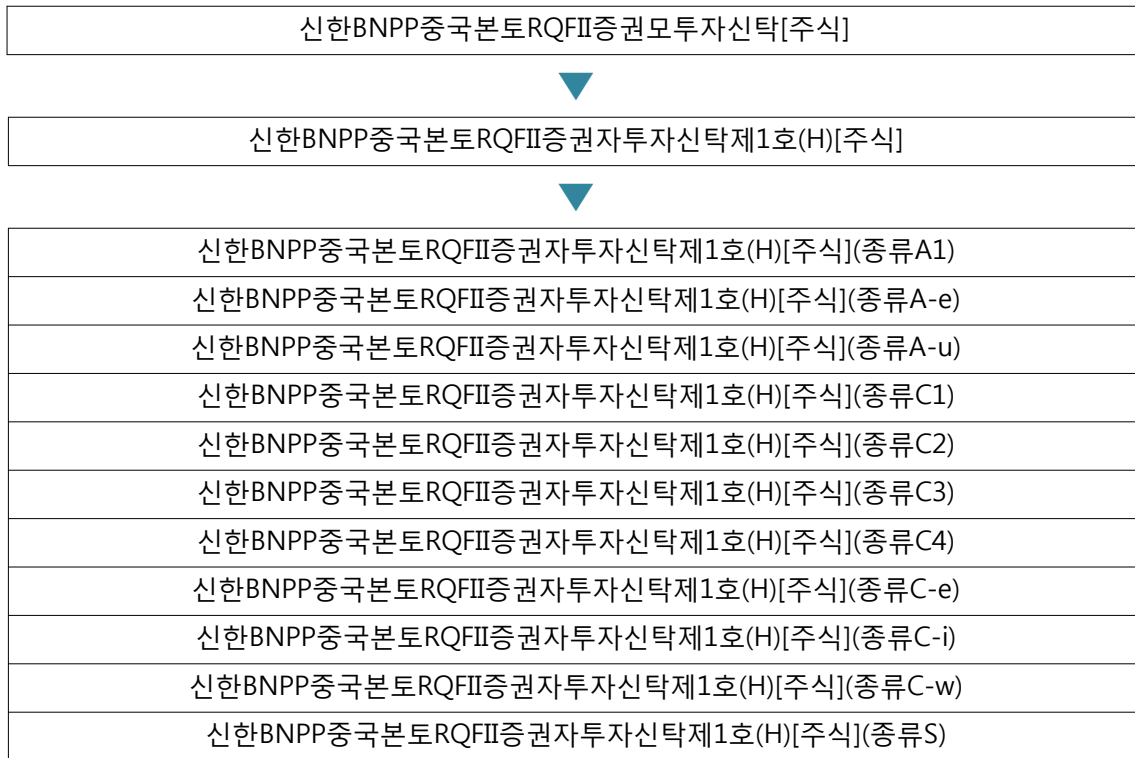 신한BNPP중국본토RQFII증권모투자신탁[주식]
신한BNPP중국본토RQFII증권자투자신탁제1호(H)[주식]
신한BNPP중국본토RQFII증권자투자신탁제1호(H)[주식](종류A1)
신한BNPP중국본토RQFII증권자투자신탁제1호(H)[주식](종류A-e)
신한BNPP중국본토RQFII증권자투자신탁제1호(H)[주식](종류A-u)
신한BNPP중국본토RQFII증권자투자신탁제1호(H)[주식](종류C1)
신한BNPP중국본토RQFII증권자투자신탁제1호(H)[주식](종류C2)
신한BNPP중국본토RQFII증권자투자신탁제1호(H)[주식](종류C3)
신한BNPP중국본토RQFII증권자투자신탁제1호(H)[주식](종류C4)
신한BNPP중국본토RQFII증권자투자신탁제1호(H)[주식](종류C-e)
신한BNPP중국본토RQFII증권자투자신탁제1호(H)[주식](종류C-i)
신한BNPP중국본토RQFII증권자투자신탁제1호(H)[주식](종류C-w)
신한BNPP중국본토RQFII증권자투자신탁제1호(H)[주식](종류S)